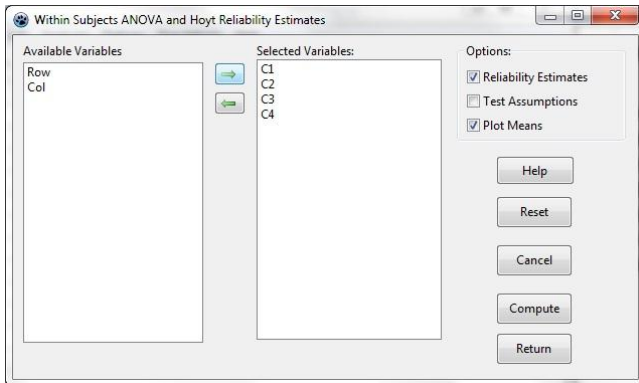 Within Subjects ANOVA and Hoyt Reliability Estimates
Available Variables
Row
Col
Selected Variables:
C1
C2
C3
C4
Options:
Reliability Estimates
Test Assumptions
Plot Means
Help
Reset
Cancel
Compute
Return